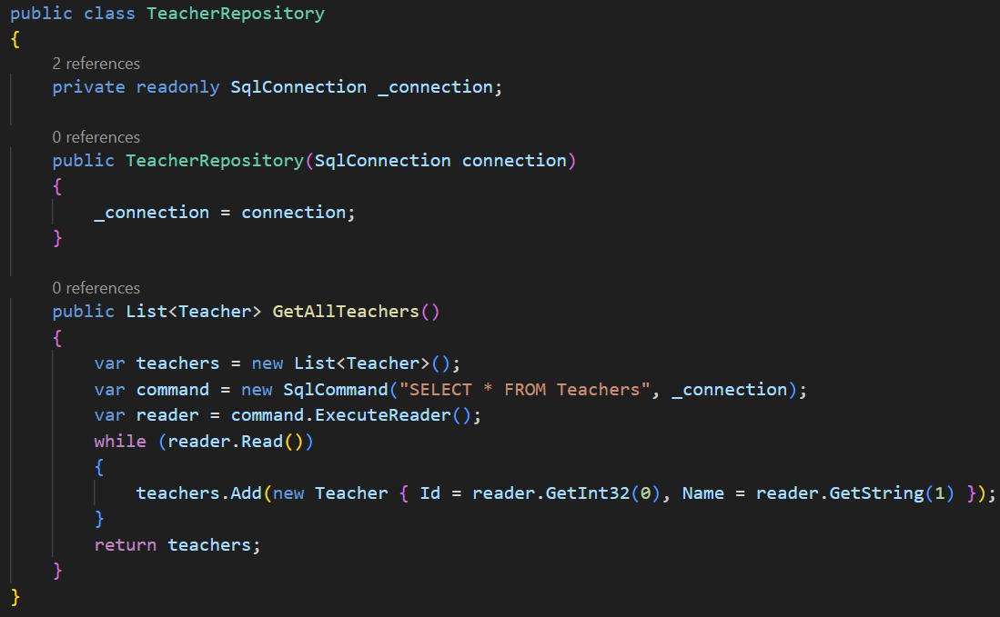 public class TeacherRepository
{
2 references
private readonly SqlConnection _connection;
0 references
public TeacherRepository(SqlConnection connection)
{
_connection = connection;
}
0 references
public List<Teacher> GetAllTeachers()
{
var teachers = new List<Teacher>();
var command = new SqlCommand("SELECT * FROM Teachers", _connection);
var reader = command.ExecuteReader();
while (reader.Read())
{
teachers.Add(new Teacher { Id = reader.GetInt32(0), Name = reader.GetString(1) });
}
return teachers;
}
}